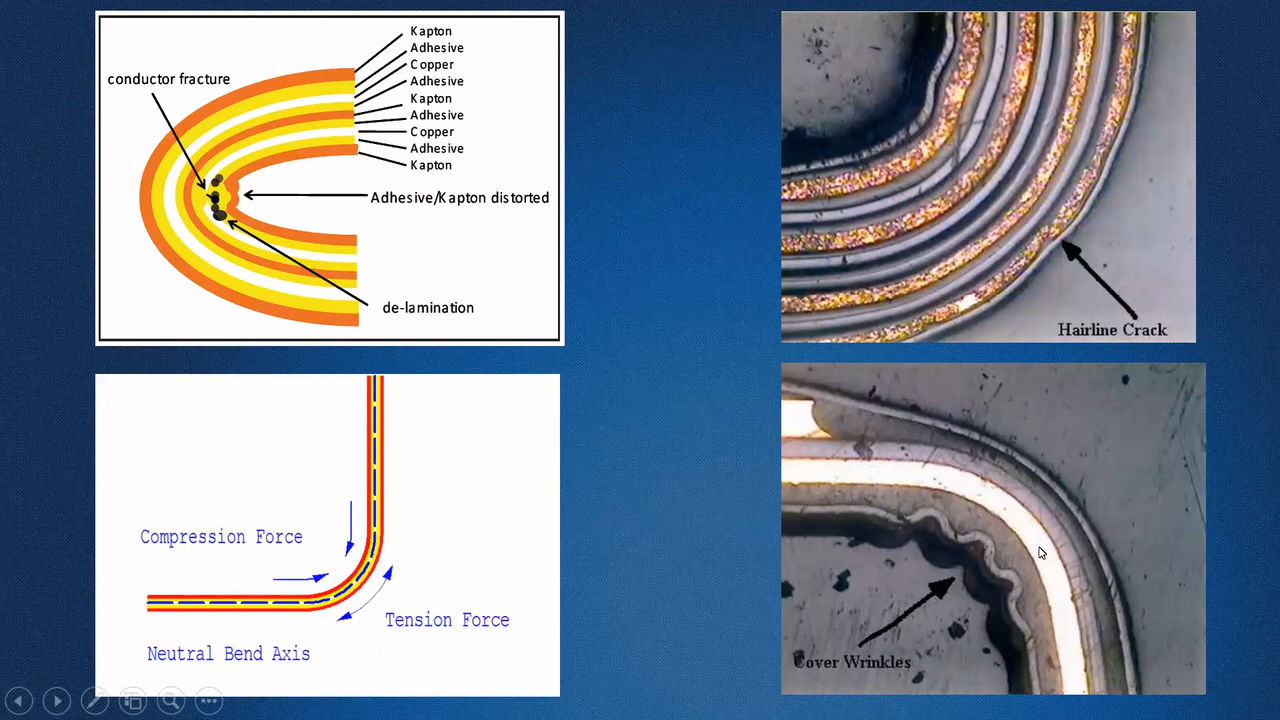 Kapton
Adhesive
Copper
Adhesive
Kapton
Adhesive
Copper
Adhesive
Kapton
conductor fracture
Adhesive/Kapton distorted
de-lamination
Hairline Crack
Compression Force
Tension Force
Neutral Bend Axis
Cover Wrinkles